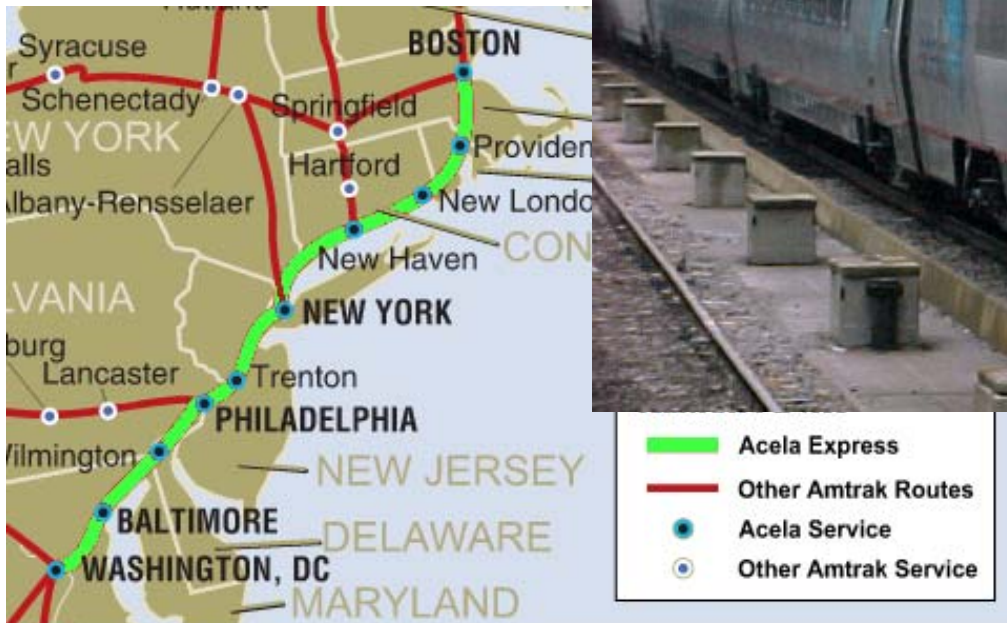 BOSTON
Syracuse
Schenectady
Springfield
EW YORK
Hartford
Providen
alls
Albany-Rensselaer
New Londo
CON
New Haven
LVANIA
NEW YORK
burg
Lancaster
Trenton
PHILADELPHIA
Wilmington
NEW JERSEY
BALTIMORE
DELAWARE
WASHINGTON, DC
MARYLAND
Acela Express
Other Amtrak Routes
Acela Service
Other Amtrak Service